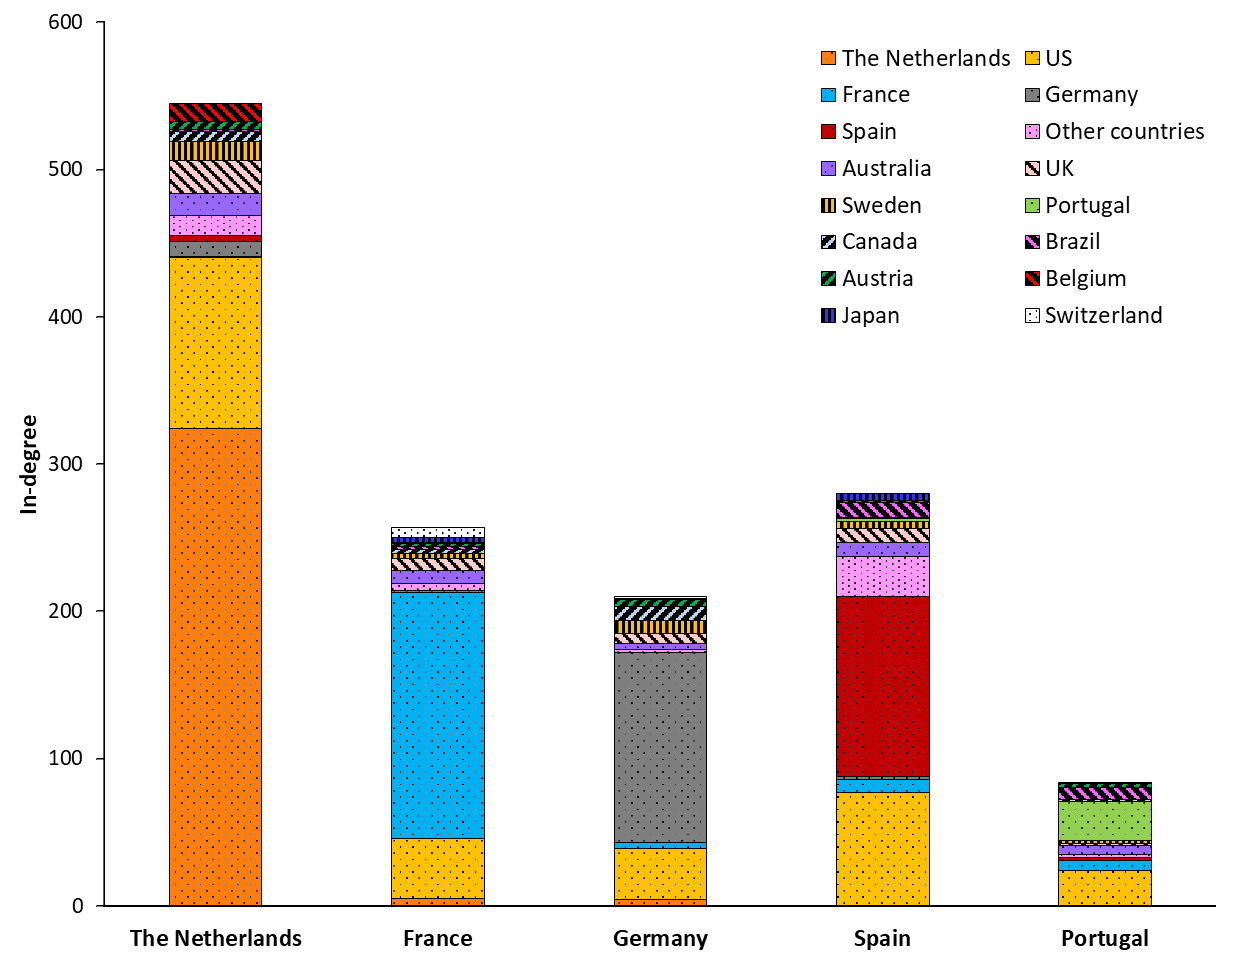 600
500
400
300
200
100
0
In-degree
The Netherlands US
France Germany
Spain Other countries
Australia UK
Sweden Portugal
Canada Brazil
Austria Belgium
Japan Switzerland
The Netherlands France Germany Spain Portugal